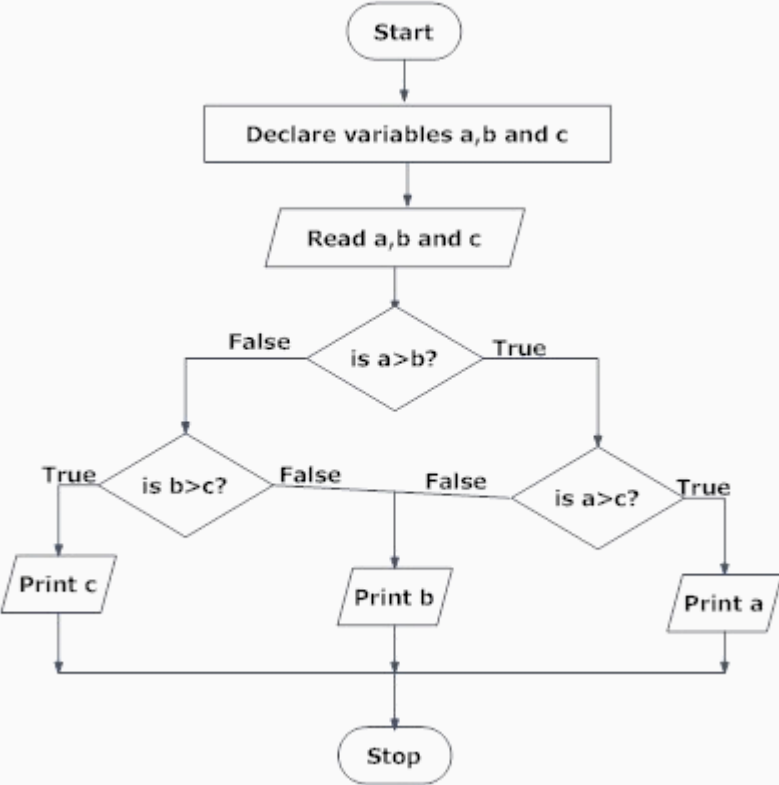 Start
Declare variables a,b and c
Read a,b and c
False
True
is a>b?
True
is b>c?
False
False
is a>c?
True
Print c
Print b
Print a
Stop